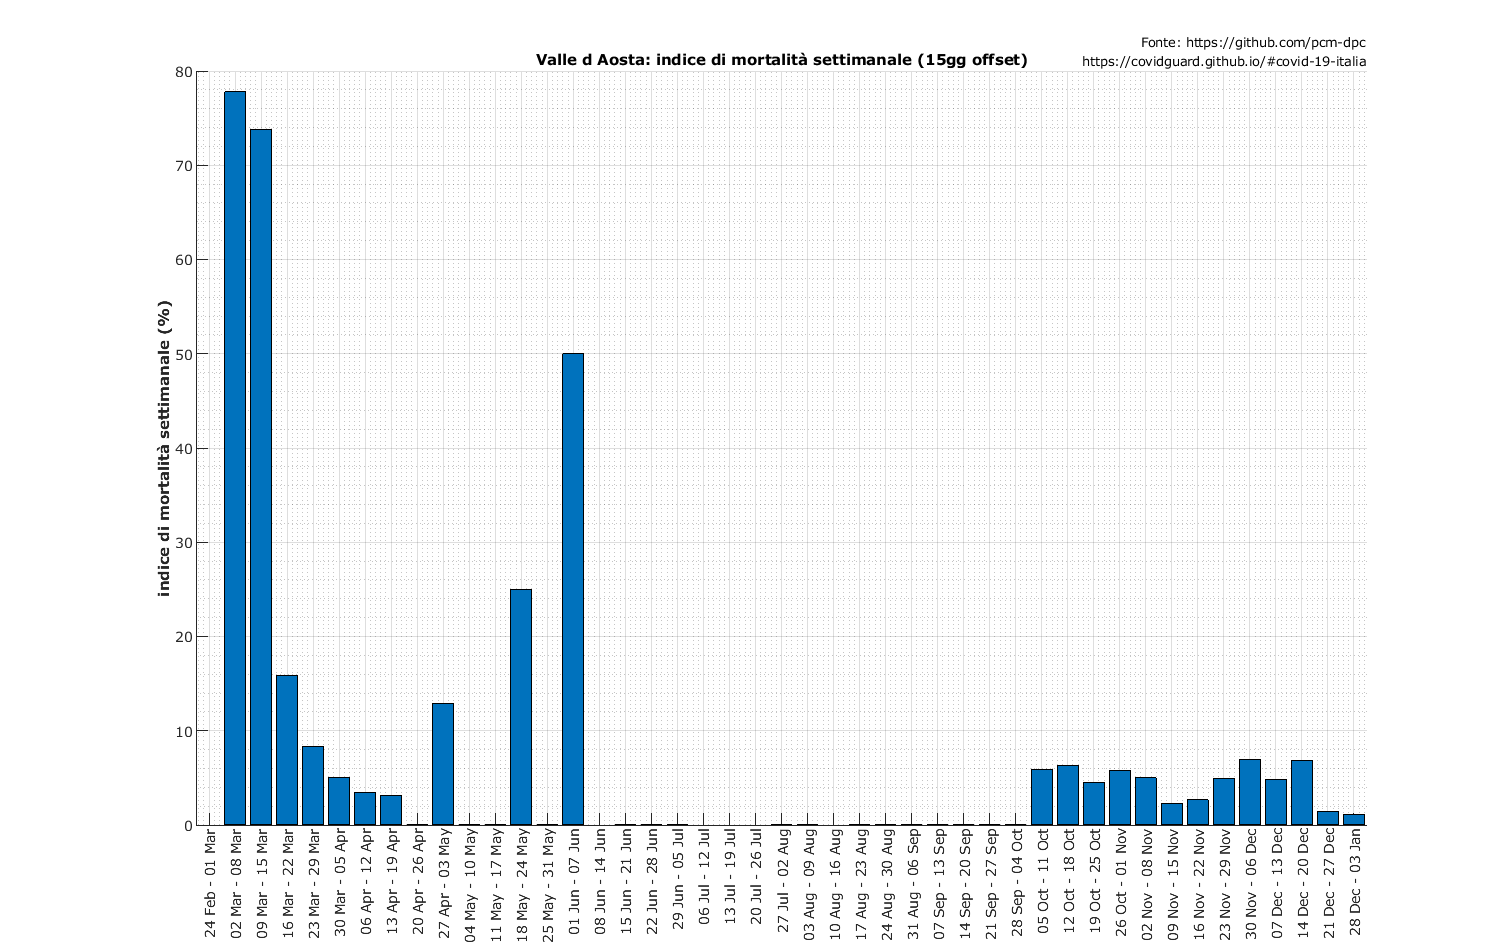 Fonte: https://github.com/pcm-dpc
Valle d Aosta: indice di mortalità settimanale (15gg offset)
https://covidguard.github.io/#covid-19-italia
indice di mortalità settimanale (%)
80
70
60
50
40
30
20
10
0
24 Feb - 01 Mar
02 Mar - 08 Mar
09 Mar - 15 Mar
16 Mar - 22 Mar
23 Mar - 29 Mar
30 Mar - 05 Apr
06 Apr - 12 Apr
13 Apr - 19 Apr
20 Apr - 26 Apr
27 Apr - 03 May
04 May - 10 May
11 May - 17 May
18 May - 24 May
25 May - 31 May
01 Jun - 07 Jun
08 Jun - 14 Jun
15 Jun - 21 Jun
22 Jun - 28 Jun
29 Jun - 05 Jul
06 Jul - 12 Jul
13 Jul - 19 Jul
20 Jul - 26 Jul
27 Jul - 02 Aug
03 Aug - 09 Aug
10 Aug - 16 Aug
17 Aug - 23 Aug
24 Aug - 30 Aug
31 Aug - 06 Sep
07 Sep - 13 Sep
14 Sep - 20 Sep
21 Sep - 27 Sep
28 Sep - 04 Oct
05 Oct - 11 Oct
12 Oct - 18 Oct
19 Oct - 25 Oct
26 Oct - 01 Nov
02 Nov - 08 Nov
09 Nov - 15 Nov
16 Nov - 22 Nov
23 Nov - 29 Nov
30 Nov - 06 Dec
07 Dec - 13 Dec
14 Dec - 20 Dec
21 Dec - 27 Dec
28 Dec - 03 Jan